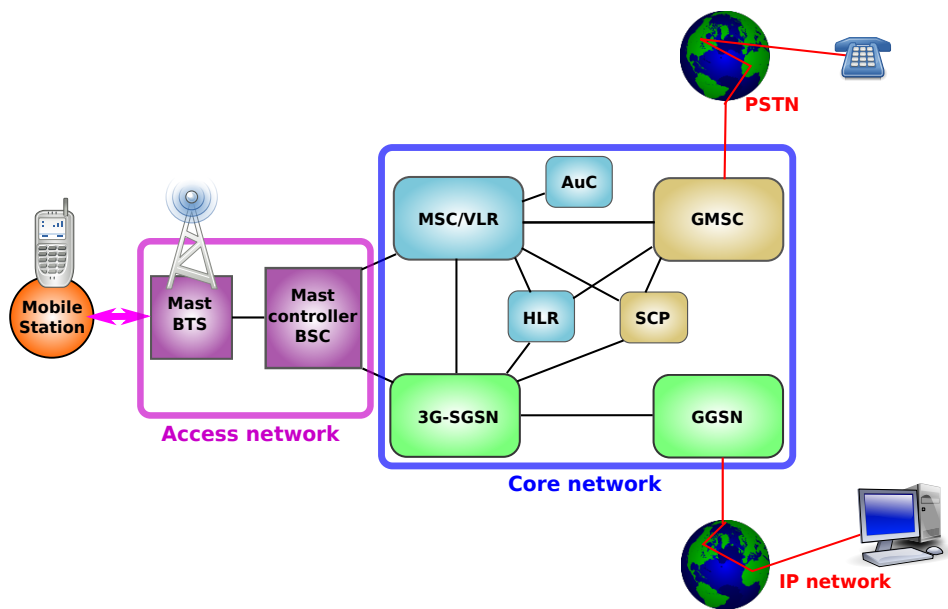 PSTN
AuC
MSC/VLR
GMSC
Mobile
Station
Mast
BTS
Mast
controller
BSC
HLR
SCP
3G-SGSN
GGSN
Access network
Core network
IP network